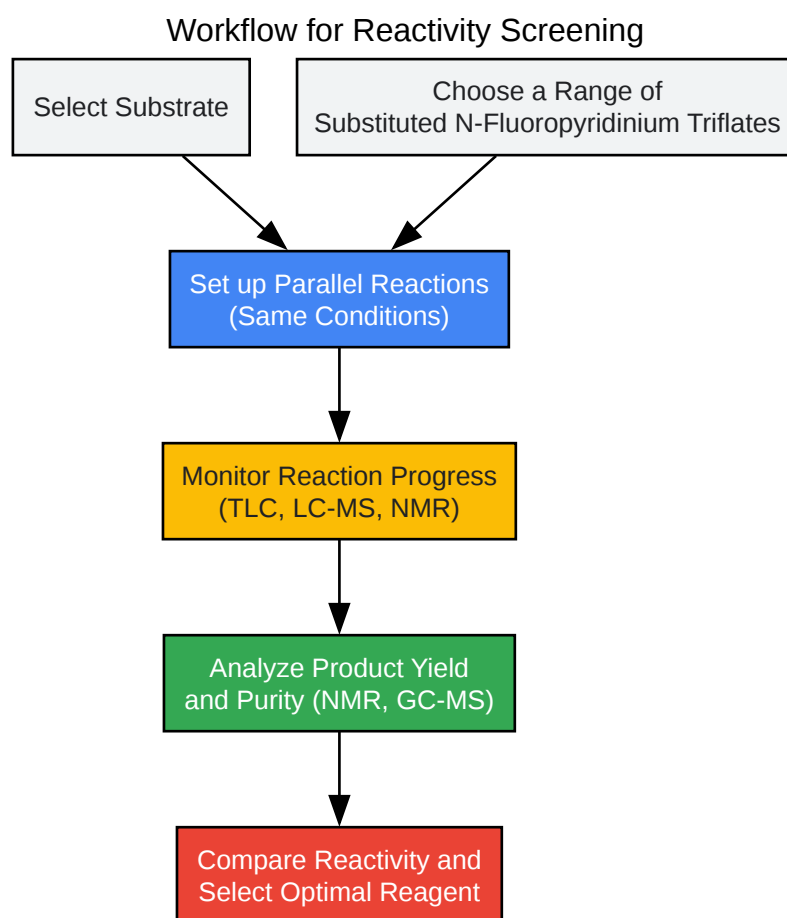 Workflow for Reactivity Screening
Select Substrate
Choose a Range of
Substituted N-Fluoropyridinium Triflates
Set up Parallel Reactions
(Same Conditions)
Monitor Reaction Progress
(TLC, LC-MS, NMR)
Analyze Product Yield
and Purity (NMR, GC-MS)
Compare Reactivity and
Select Optimal Reagent